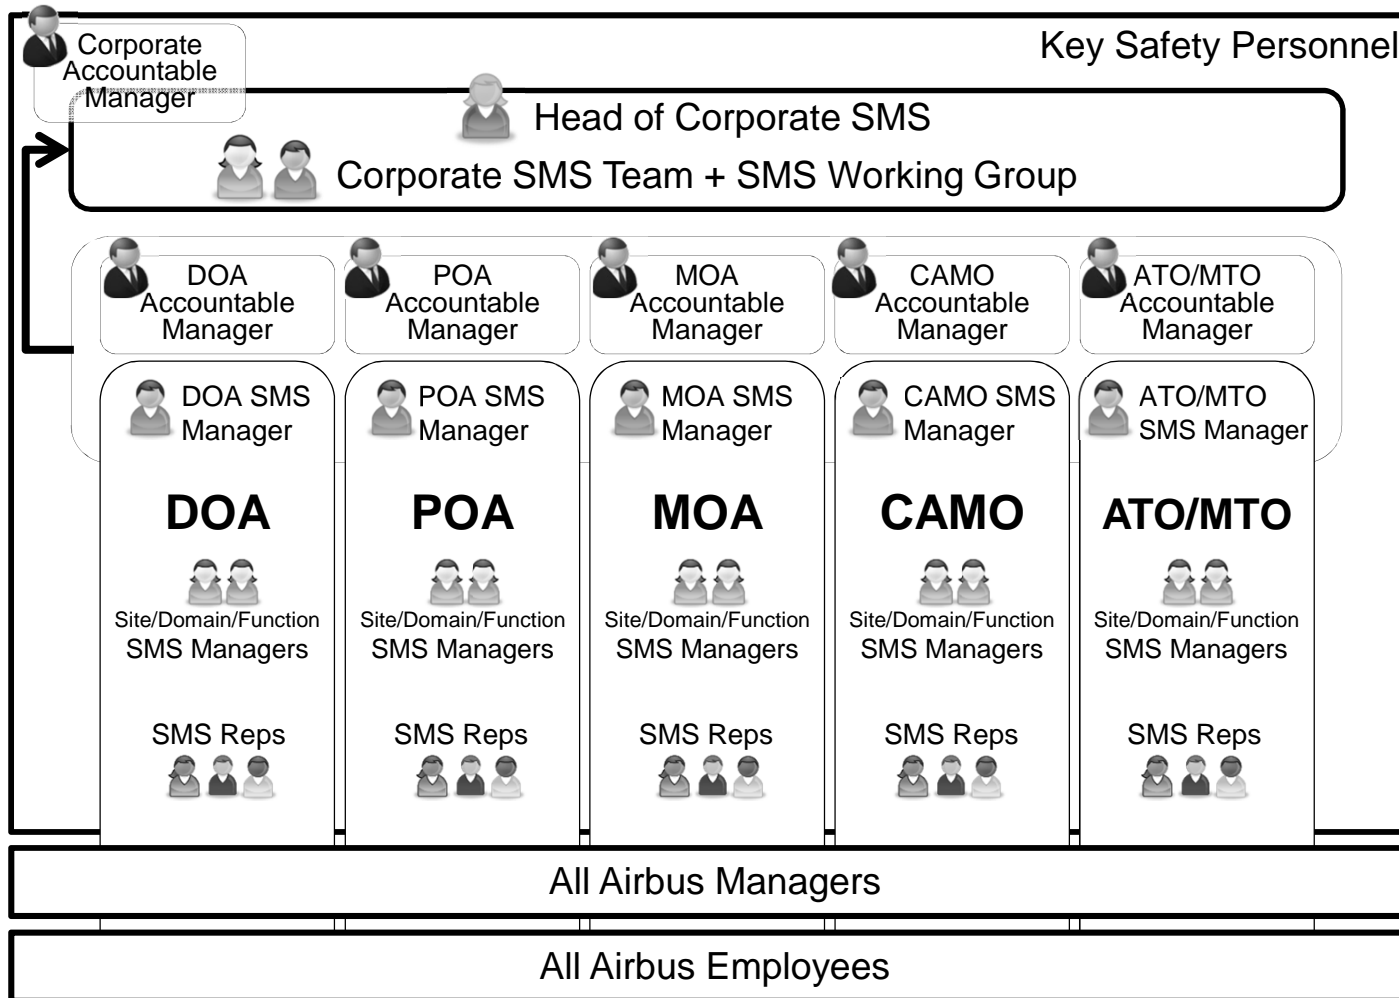 Key Safety Personnel
Corporate
Accountable
Manager
Head of Corporate SMS
Corporate SMS Team + SMS Working Group
DOA
Accountable
Manager
POA
Accountable
Manager
MOA
Accountable
Manager
CAMO
Accountable
Manager
ATO/MTO
Accountable
Manager
DOA SMS
Manager
POA SMS
Manager
MOA SMS
Manager
CAMO SMS
Manager
ATO/MTO
SMS Manager
DOA
POA
MOA
CAMO
ATO/MTO
Site/Domain/Function
SMS Managers
Site/Domain/Function
SMS Managers
Site/Domain/Function
SMS Managers
Site/Domain/Function
SMS Managers
Site/Domain/Function
SMS Managers
SMS Reps
SMS Reps
SMS Reps
SMS Reps
SMS Reps
All Airbus Managers
All Airbus Employees